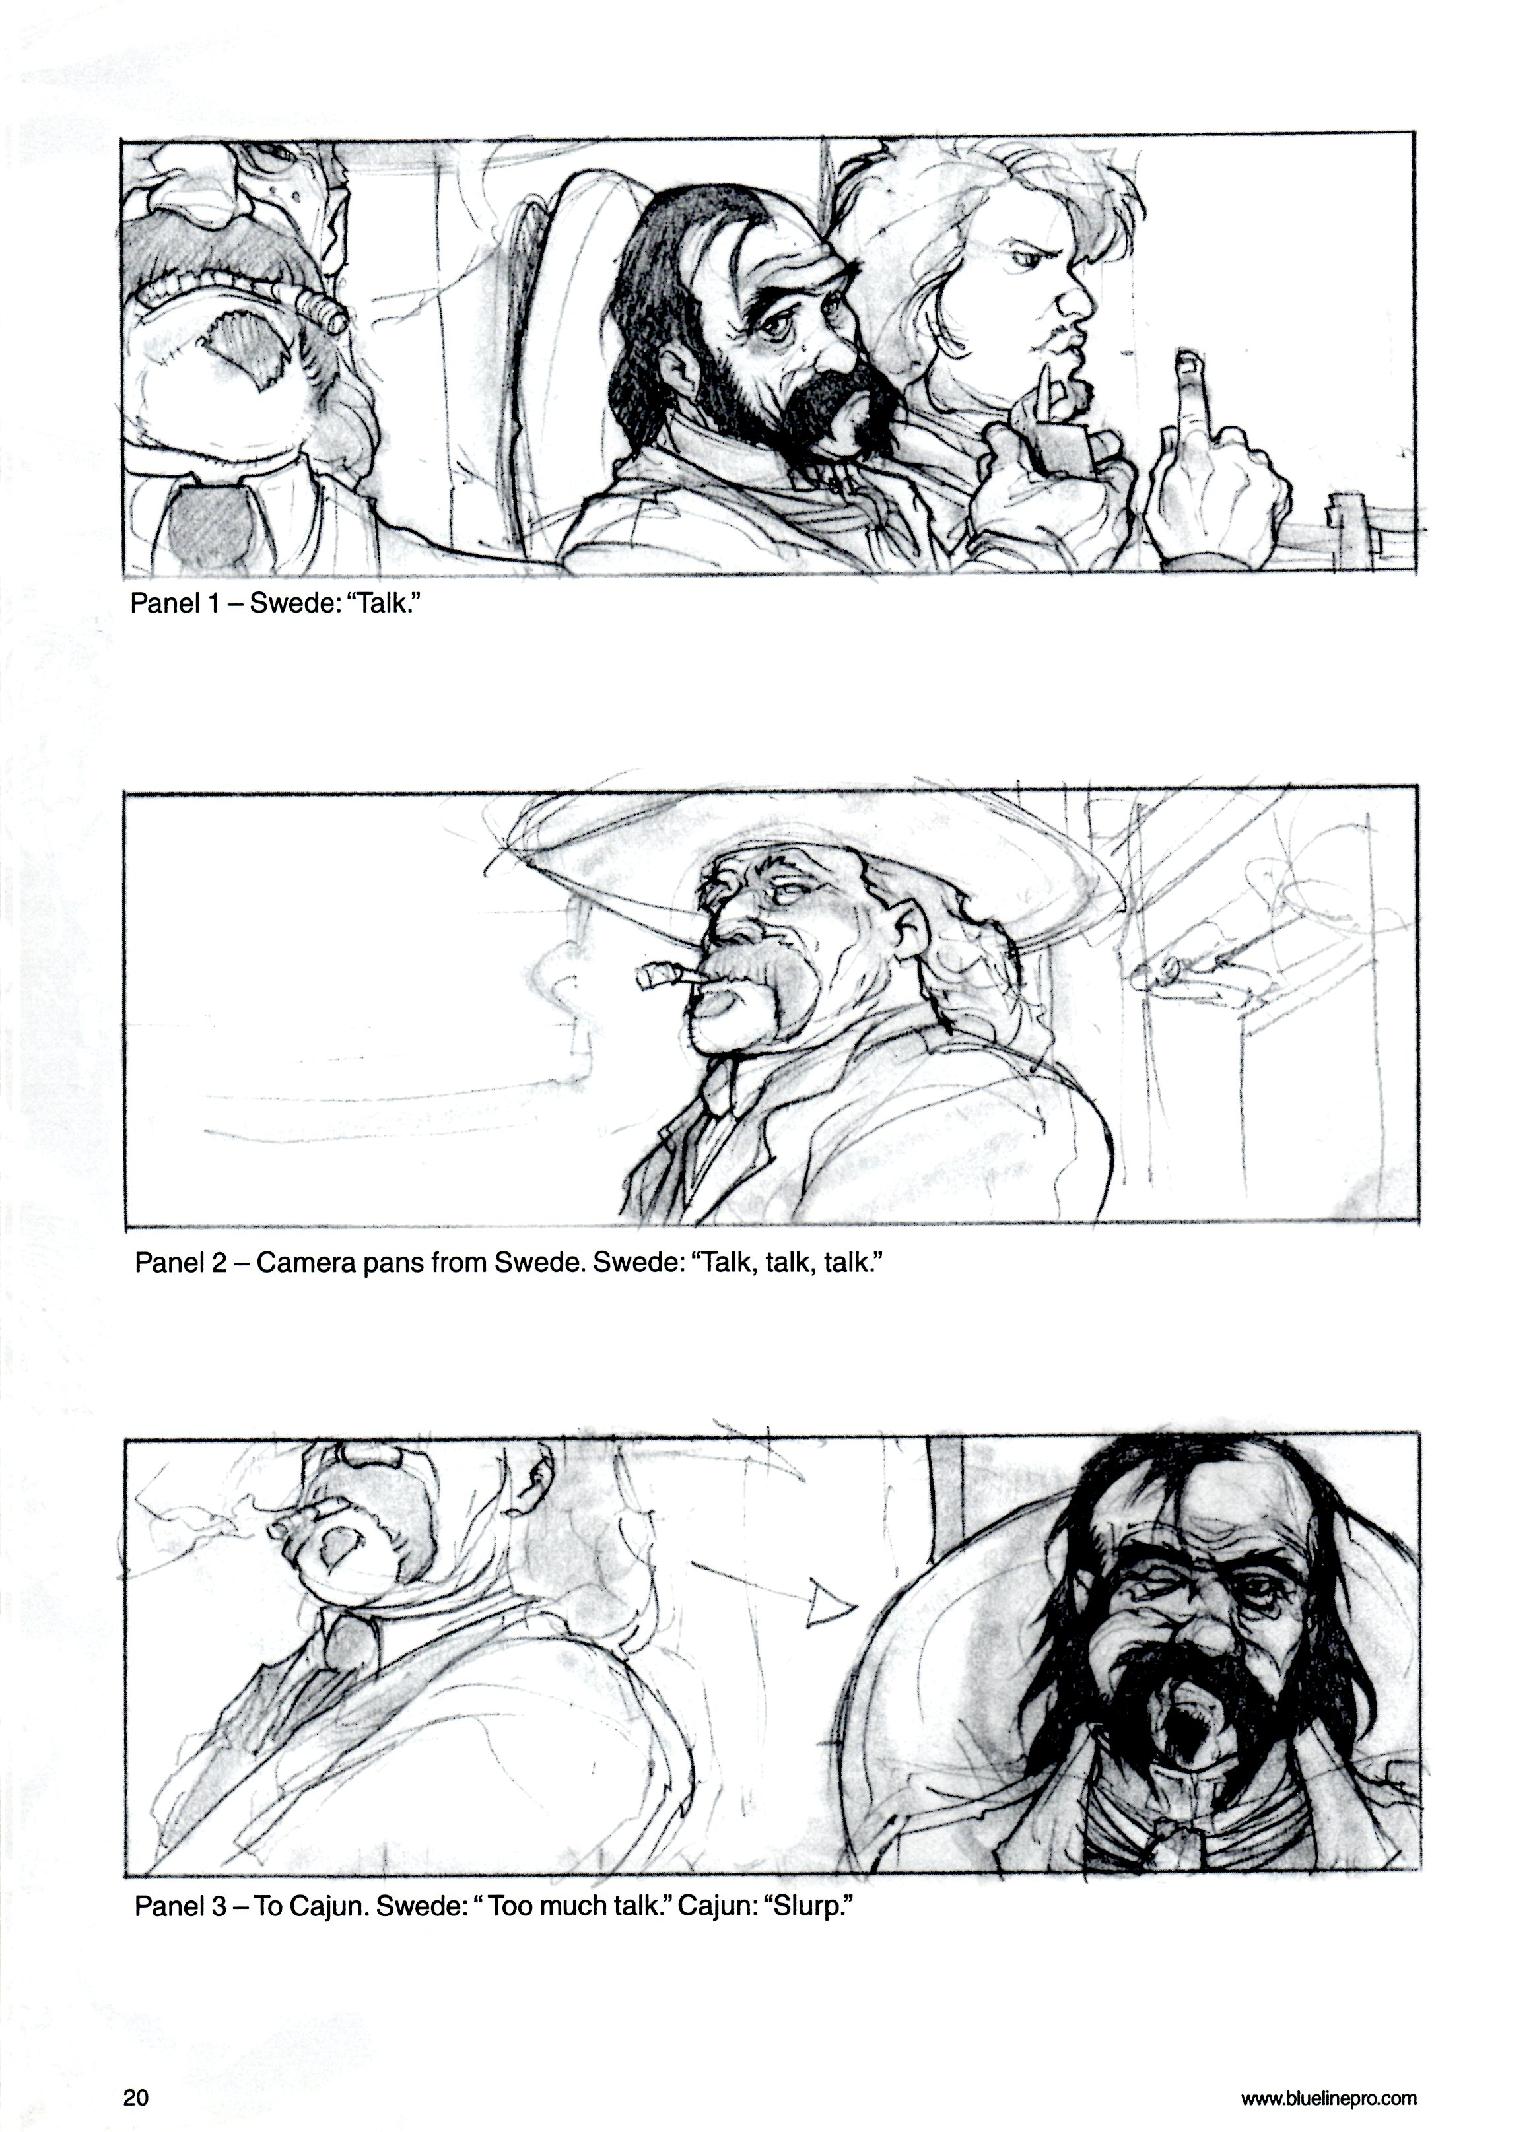 Panel 1 – Swede: “Talk.”
Panel 2 – Camera pans from Swede. Swede: “Talk, talk, talk.”
Panel 3 – To Cajun. Swede: “ Too much talk.” Cajun: “Slurp.”
20
www.bluelinepro.com